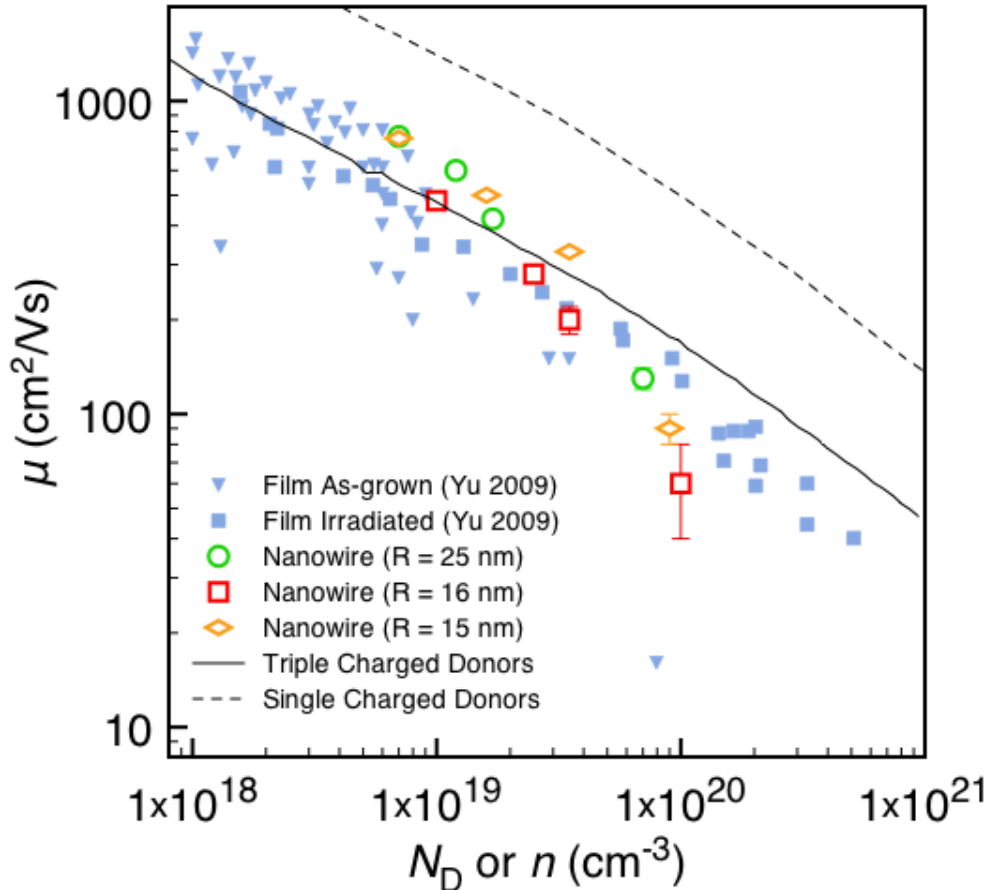 μ (cm²/Vs)
1000
100
10
Film As-grown (Yu 2009)
Film Irradiated (Yu 2009)
Nanowire (R = 25 nm)
Nanowire (R = 16 nm)
Nanowire (R = 15 nm)
Triple Charged Donors
Single Charged Donors
1x10¹⁸ 1x10¹⁹ 1x10²⁰ 1x10²¹
N_D or n (cm⁻³)